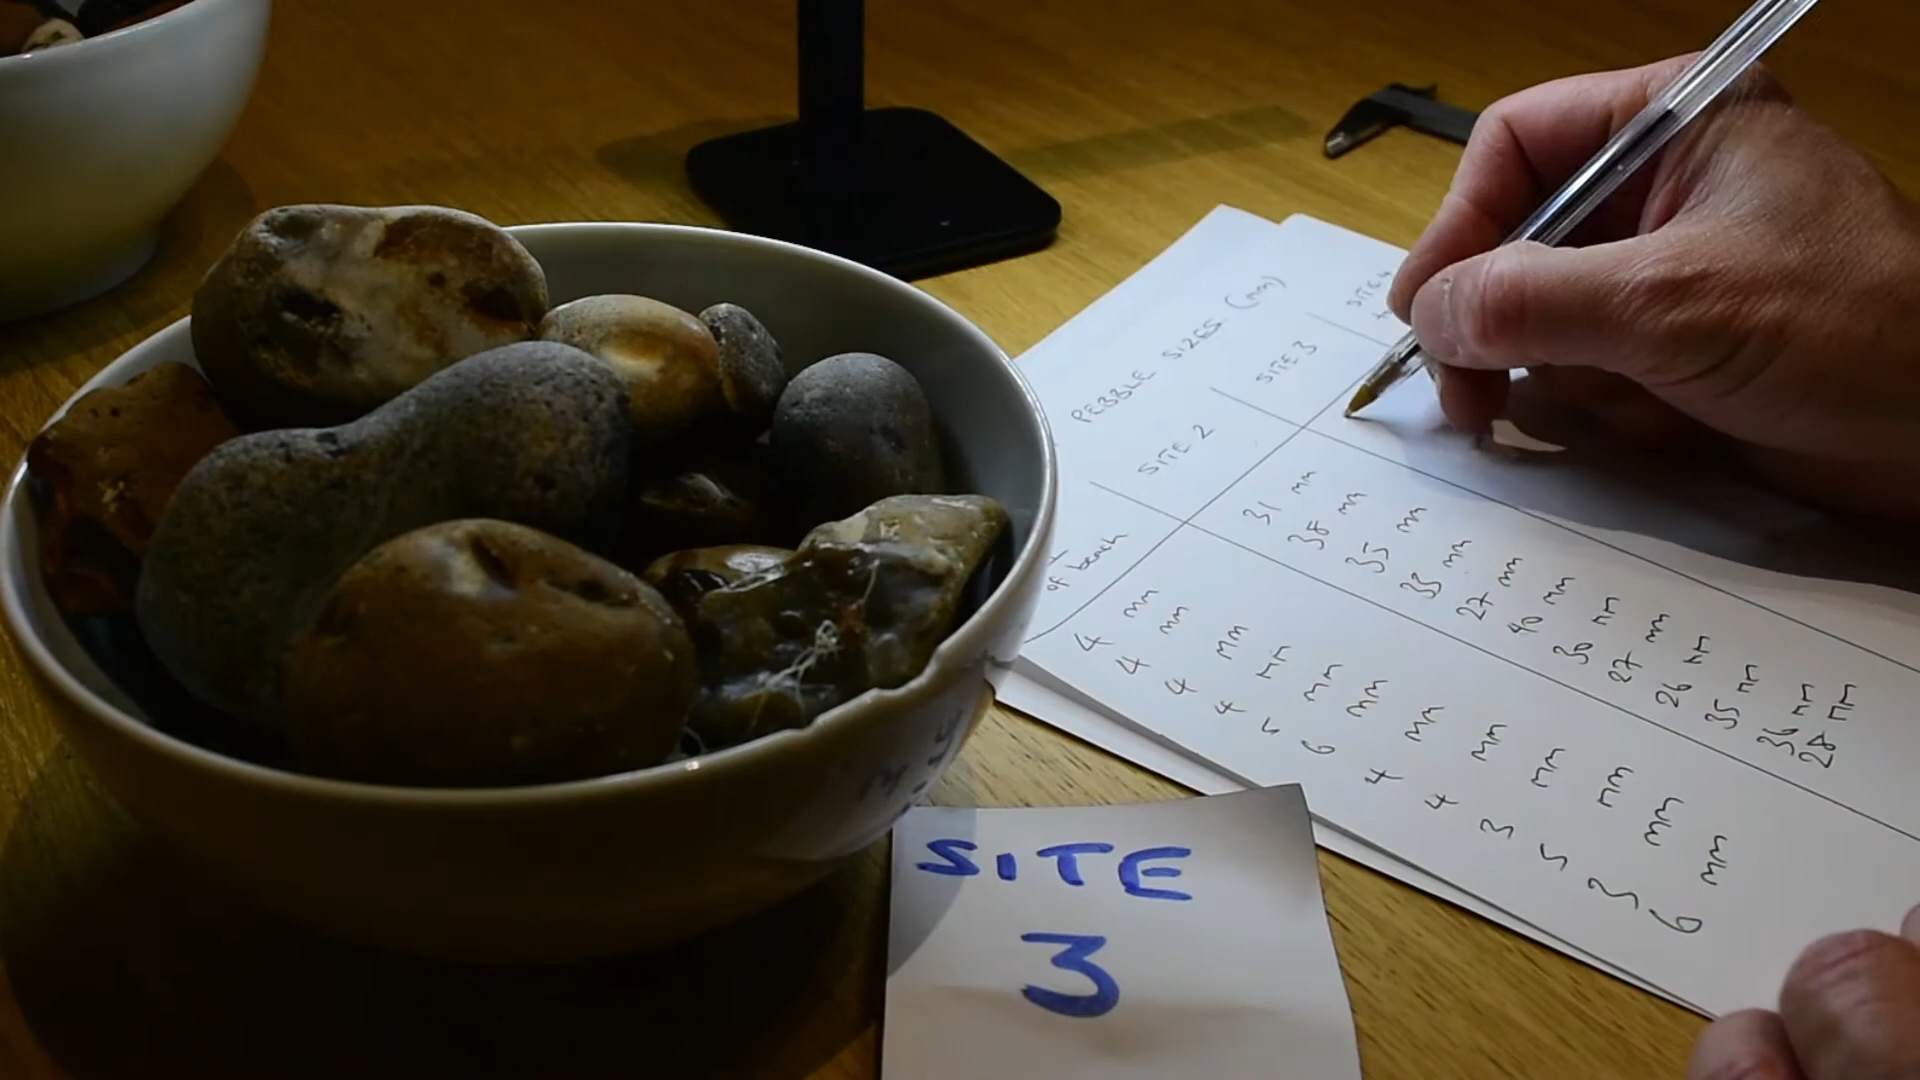 PEBBLE SIZES (mm)
of beach
SITE 2
SITE 3
SITE 4
4 mm
4 mm
4 mm
4 mm
5 mm
6 mm
4 mm
4 mm
3 mm
5 mm
mm
6 mm
31 mm
38 mm
35 mm
33 mm
27 mm
40 mm
30 mm
27 mm
26 mm
35 mm
36 mm
28 mm
SITE
3